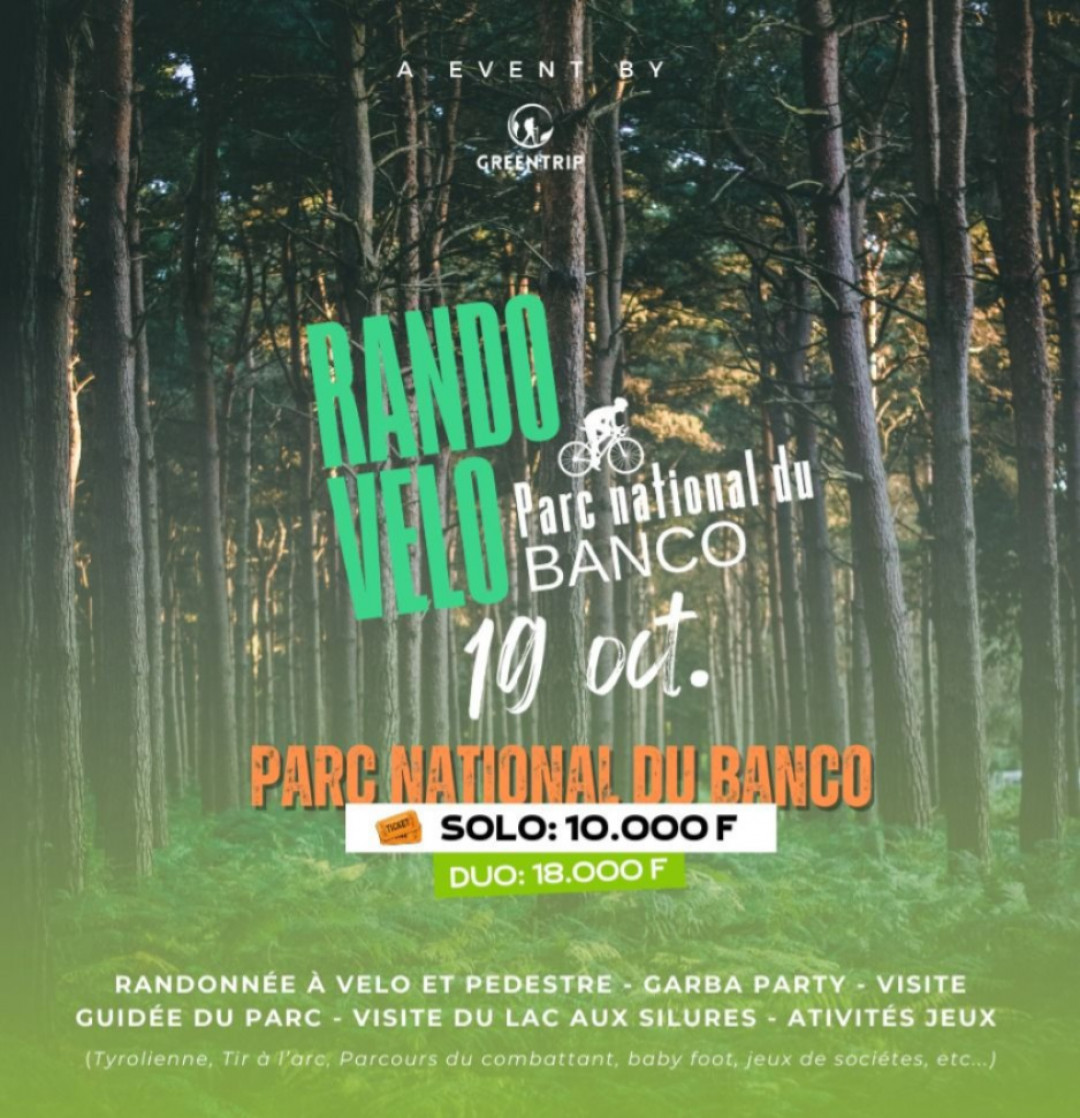 A EVENT BY
GREENTRIP
RANDO
VELO
Parc national du
BANCO
19 oct.
PARC NATIONAL DU BANCO
TICKET
SOLO: 10.000 F
DUO: 18.000 F
RANDONNÉE À VELO ET PEDESTRE - GARBA PARTY - VISITE
GUIDÉE DU PARC - VISITE DU LAC AUX SILURES - ATIVITÉS JEUX
(Tyrolienne, Tir à l'arc, Parcours du combattant, baby foot, jeux de sociétes, etc...)